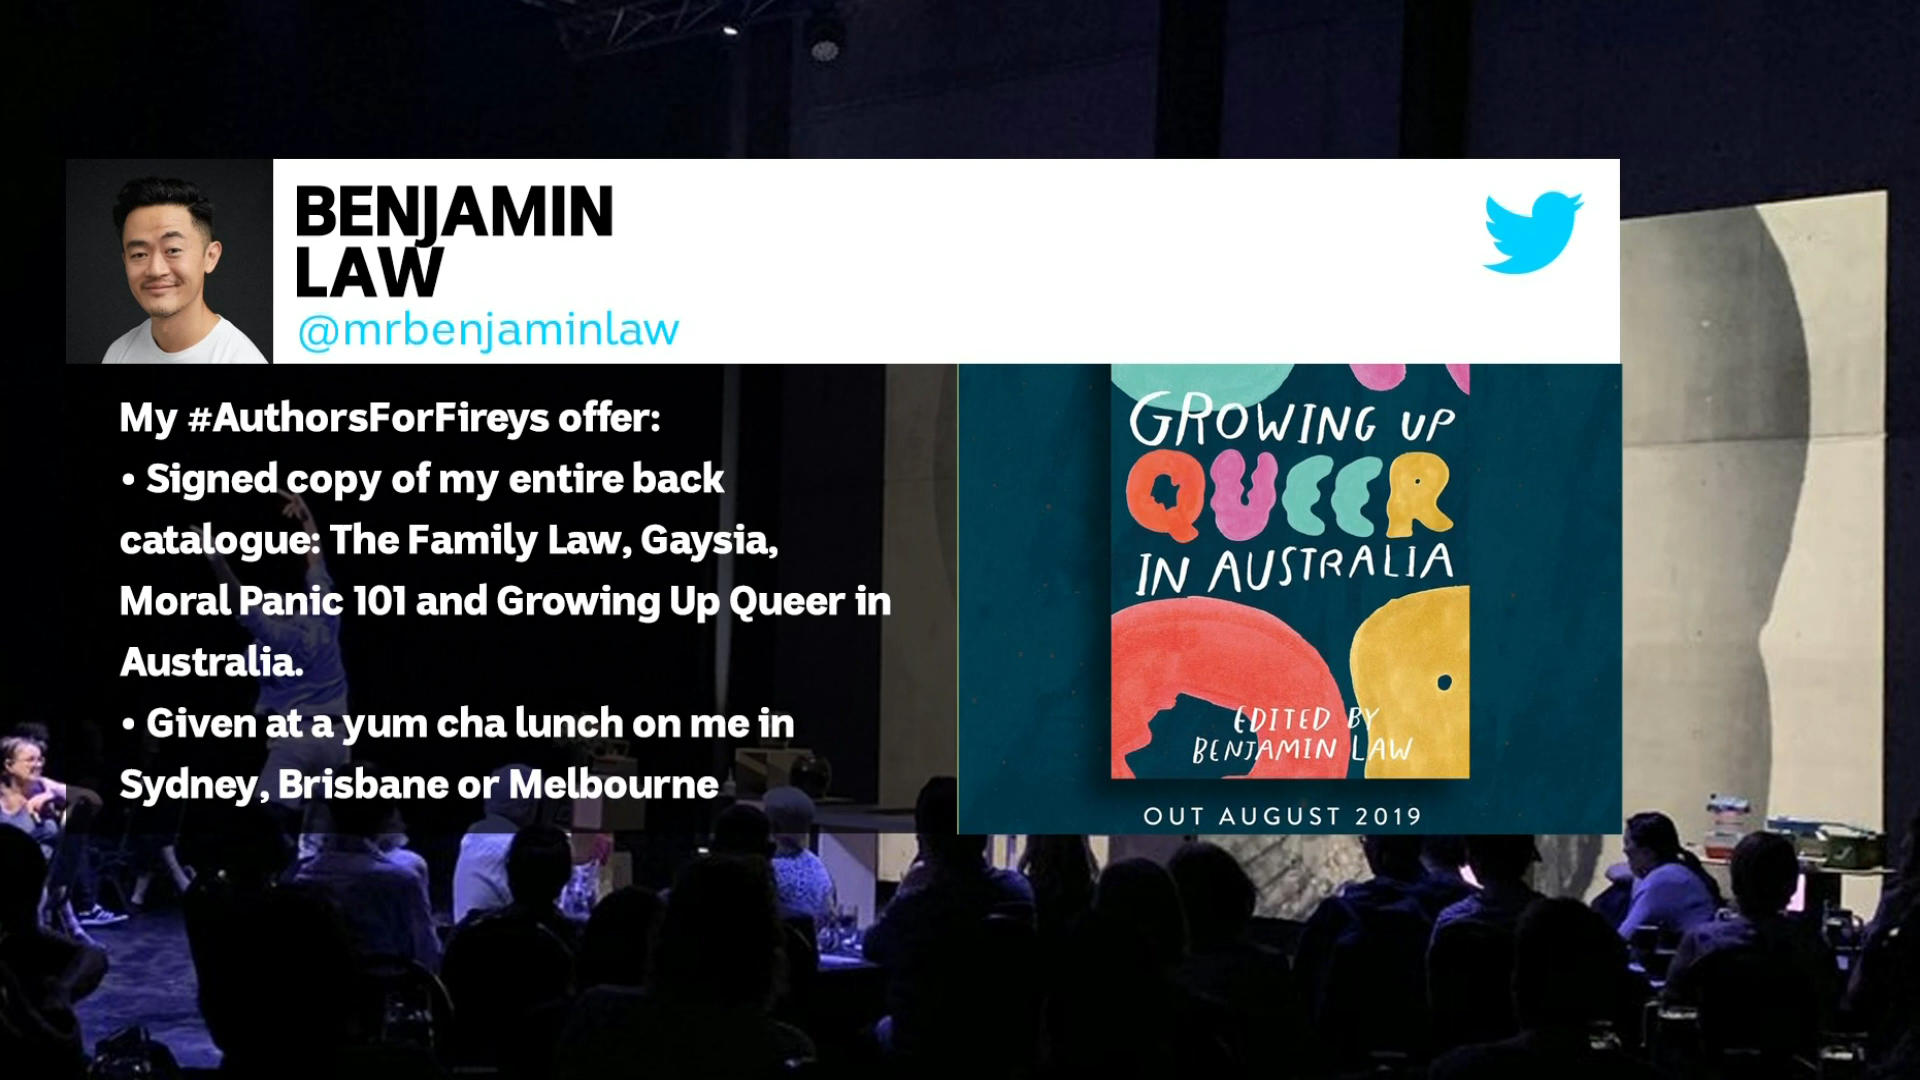 BENJAMIN
LAW
@mrbenjaminlaw
My #AuthorsForFireys offer:
• Signed copy of my entire back
catalogue: The Family Law, Gaysia,
Moral Panic 101 and Growing Up Queer in
Australia.
• Given at a yum cha lunch on me in
Sydney, Brisbane or Melbourne
GROWING UP
QUEER
IN AUSTRALIA
EDITED BY
BENJAMIN LAW
OUT AUGUST 2019